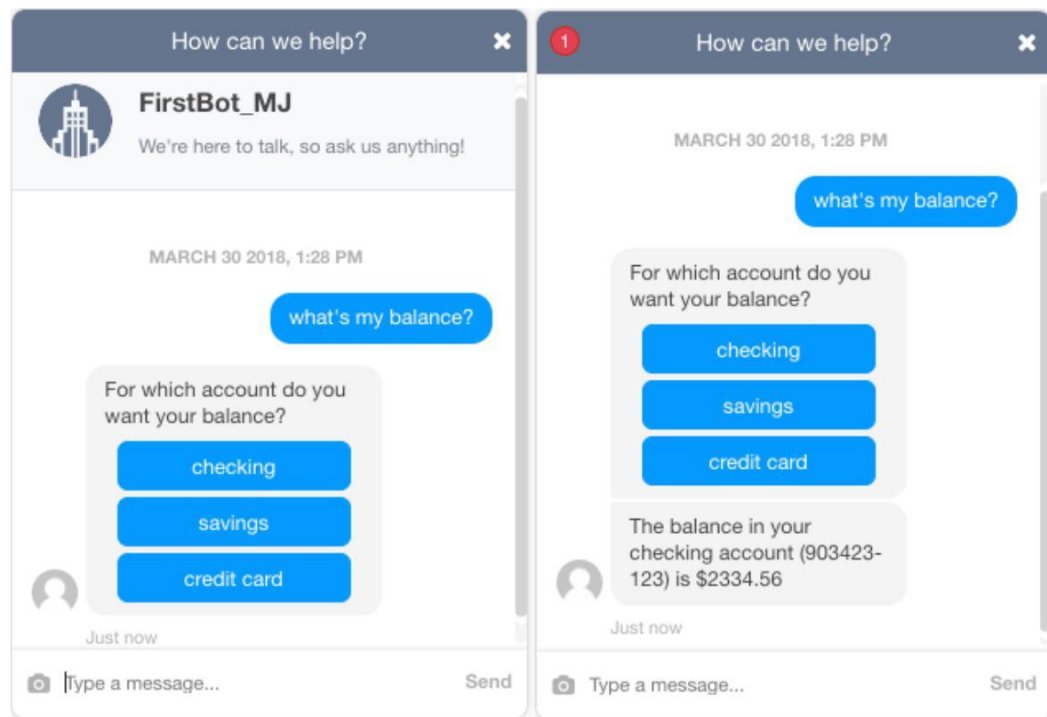 How can we help?
FirstBot_MJ
We're here to talk, so ask us anything!
MARCH 30 2018, 1:28 PM
what's my balance?
For which account do you
want your balance?
checking
savings
credit card
Just now
Type a message...
Send
1
How can we help?
MARCH 30 2018, 1:28 PM
what's my balance?
For which account do you
want your balance?
checking
savings
credit card
The balance in your
checking account (903423-
123) is $2334.56
Just now
Type a message...
Send